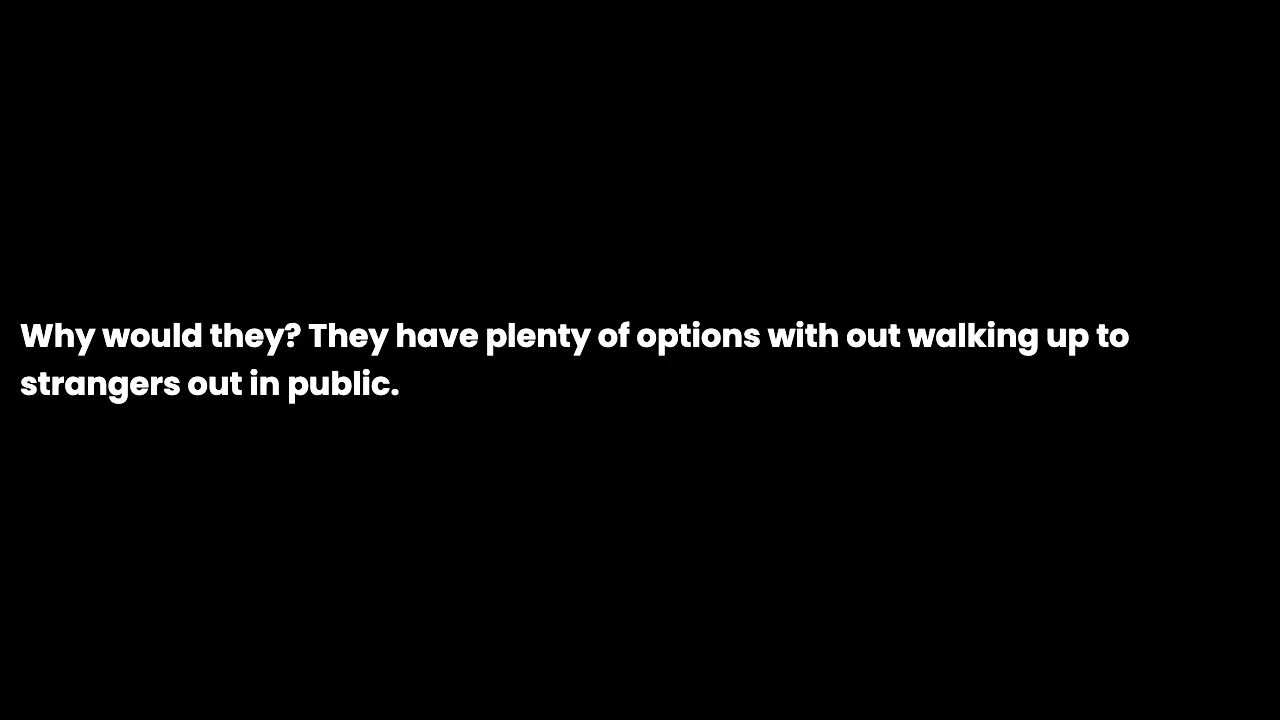 Why would they? They have plenty of options with out walking up to
strangers out in public.